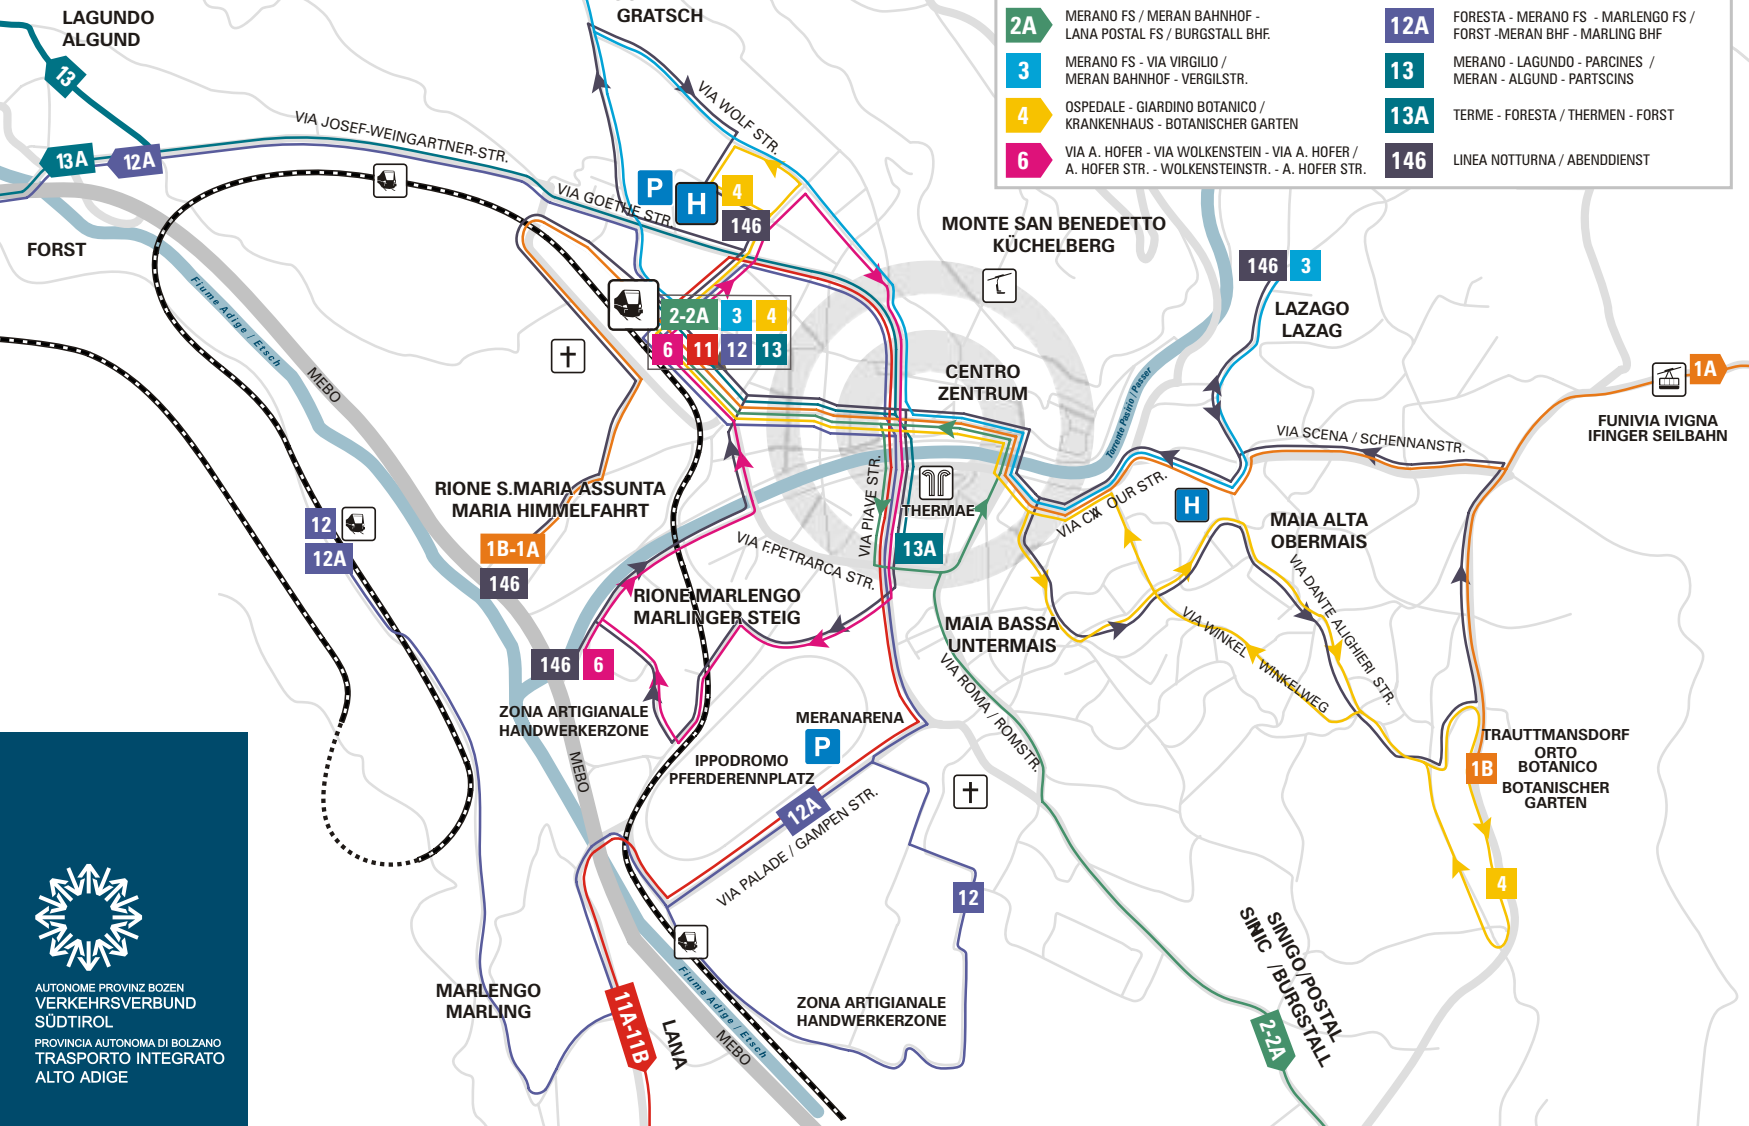 LAGUNDO
ALGUND
GRATSCH
2A
MERANO FS / MERAN BAHNHOF -
LANA POSTAL FS / BURGSTALL BHF.
3
MERANO FS - VIA VIRGILIO /
MERAN BAHNHOF - VERGILSTR.
4
OSPEDALE - GIARDINO BOTANICO /
KRANKENHAUS - BOTANISCHER GARTEN
6
VIA A. HOFER - VIA WOLKENSTEIN - VIA A. HOFER /
A. HOFER STR. - WOLKENSTEINSTR. - A. HOFER STR.
12A
FORESTA - MERANO FS - MARLENGO FS /
FORST -MERAN BHF - MARLING BHF
13
MERANO - LAGUNDO - PARCINES /
MERAN - ALGUND - PARTSCINS
13A
TERME - FORESTA / THERMEN - FORST
146
LINEA NOTTURNA / ABENDDIENST
13
13A
12A
VIA JOSEF-WEINGARTNER-STR.
VIA WOLF STR.
VIA GOETHE STR.
P
H
4
146
FORST
Fiume Adige / Etsch
MEBO
2-2A
3
4
6
11
12
13
MONTE SAN BENEDETTO
KÜCHELBERG
146
3
LAZAGO
LAZAG
CENTRO
ZENTRUM
Torrente Pasirio / Passer
1A
FUNIVIA IVIGNA
IFINGER SEILBAHN
VIA SCENA / SCHENNANSTR.
RIONE S.MARIA ASSUNTA
MARIA HIMMELFAHRT
12
12A
1B-1A
146
VIA PIAVE STR.
THERMAE
13A
VIA F.PETRARCA STR.
H
MAIA ALTA
OBERMAIS
VIA DANTE ALIGHIERI STR.
RIONE MARLENGO
MARLINGER STEIG
MAIA BASSA
UNTERMAIS
VIA WINKEL WINKELWEG
146
6
VIA ROMA / ROMSTR.
ZONA ARTIGIANALE
HANDWERKERZONE
MEBO
MERANARENA
P
IPPODROMO
PFERDERENNPLATZ
12A
VIA PALADE / GAMPEN STR.
TRAUTTMANSDORF
ORTO
BOTANICO
BOTANISCHER
GARTEN
1B
4
12
SINIGO/POSTAL
/BURGSTALL
2-2A
MARLENGO
MARLING
11A-11B
LANA
Fiume Adige / Etsch
MEBO
ZONA ARTIGIANALE
HANDWERKERZONE
AUTONOME PROVINZ BOZEN
VERKEHRSVERBUND
SÜDTIROL
PROVINCIA AUTONOMA DI BOLZANO
TRASPORTO INTEGRATO
ALTO ADIGE